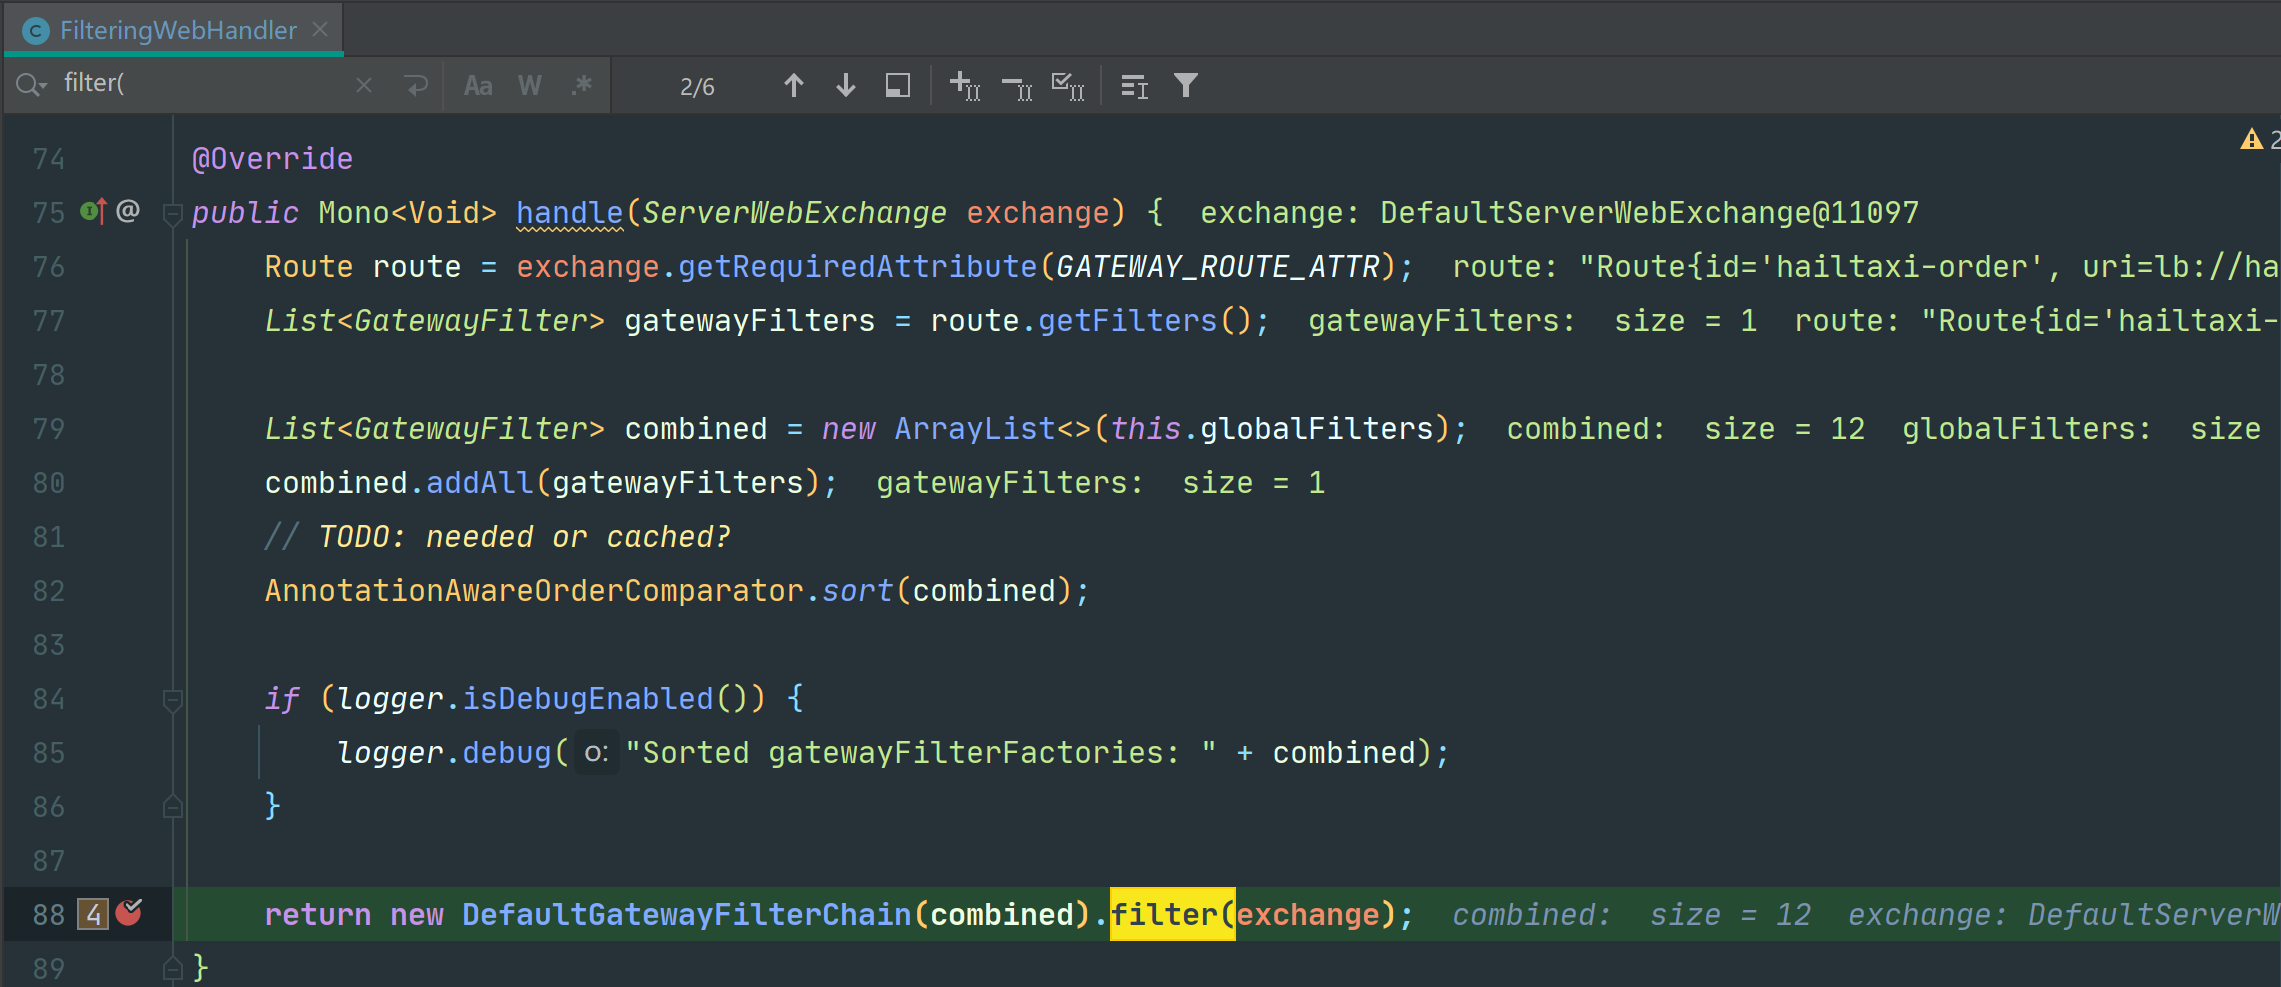 FilteringWebHandler
filter(
Aa W .* 2/6
2
74 @Override
75 @ public Mono<Void> handle(ServerWebExchange exchange) { exchange: DefaultServerWebExchange@11097
76 Route route = exchange.getRequiredAttribute(GATEWAY_ROUTE_ATTR); route: "Route{id='hailtaxi-order', uri=lb://ha
77 List<GatewayFilter> gatewayFilters = route.getFilters(); gatewayFilters: size = 1 route: "Route{id='hailtaxi-
78
79 List<GatewayFilter> combined = new ArrayList<>(this.globalFilters); combined: size = 12 globalFilters: size
80 combined.addAll(gatewayFilters); gatewayFilters: size = 1
81 // TODO: needed or cached?
82 AnnotationAwareOrderComparator.sort(combined);
83
84 if (logger.isDebugEnabled()) {
85 logger.debug( o: "Sorted gatewayFilterFactories: " + combined);
86 }
87
88 4 return new DefaultGatewayFilterChain(combined).filter(exchange); combined: size = 12 exchange: DefaultServerW
89 }